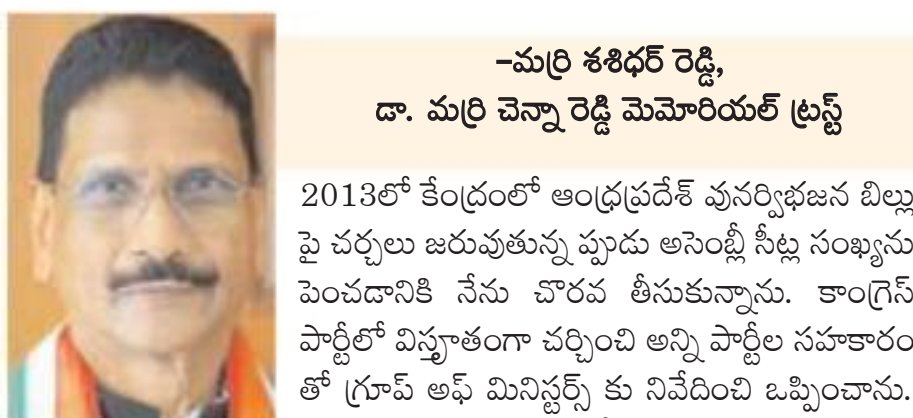 –మర్రి శశిధర్ రెడ్డి,
డా. మర్రి చెన్నా రెడ్డి మెమోరియల్ ట్రస్ట్
2013లో కేంద్రంలో ఆంధ్రప్రదేశ్ వునర్విభజన బిల్లు
పై చర్చలు జరువుతున్న ప్పుడు అసెంబ్లీ సీట్ల సంఖ్యను
పెంచడానికి నేను చొరవ తీసుకున్నాను. కాంగ్రెస్
పార్టీలో విస్తృతంగా చర్చించి అన్ని పార్టీల సహకారం
తో గ్రూప్ అఫ్ మినిస్టర్స్ కు నివేదించి ఒప్పించాను.